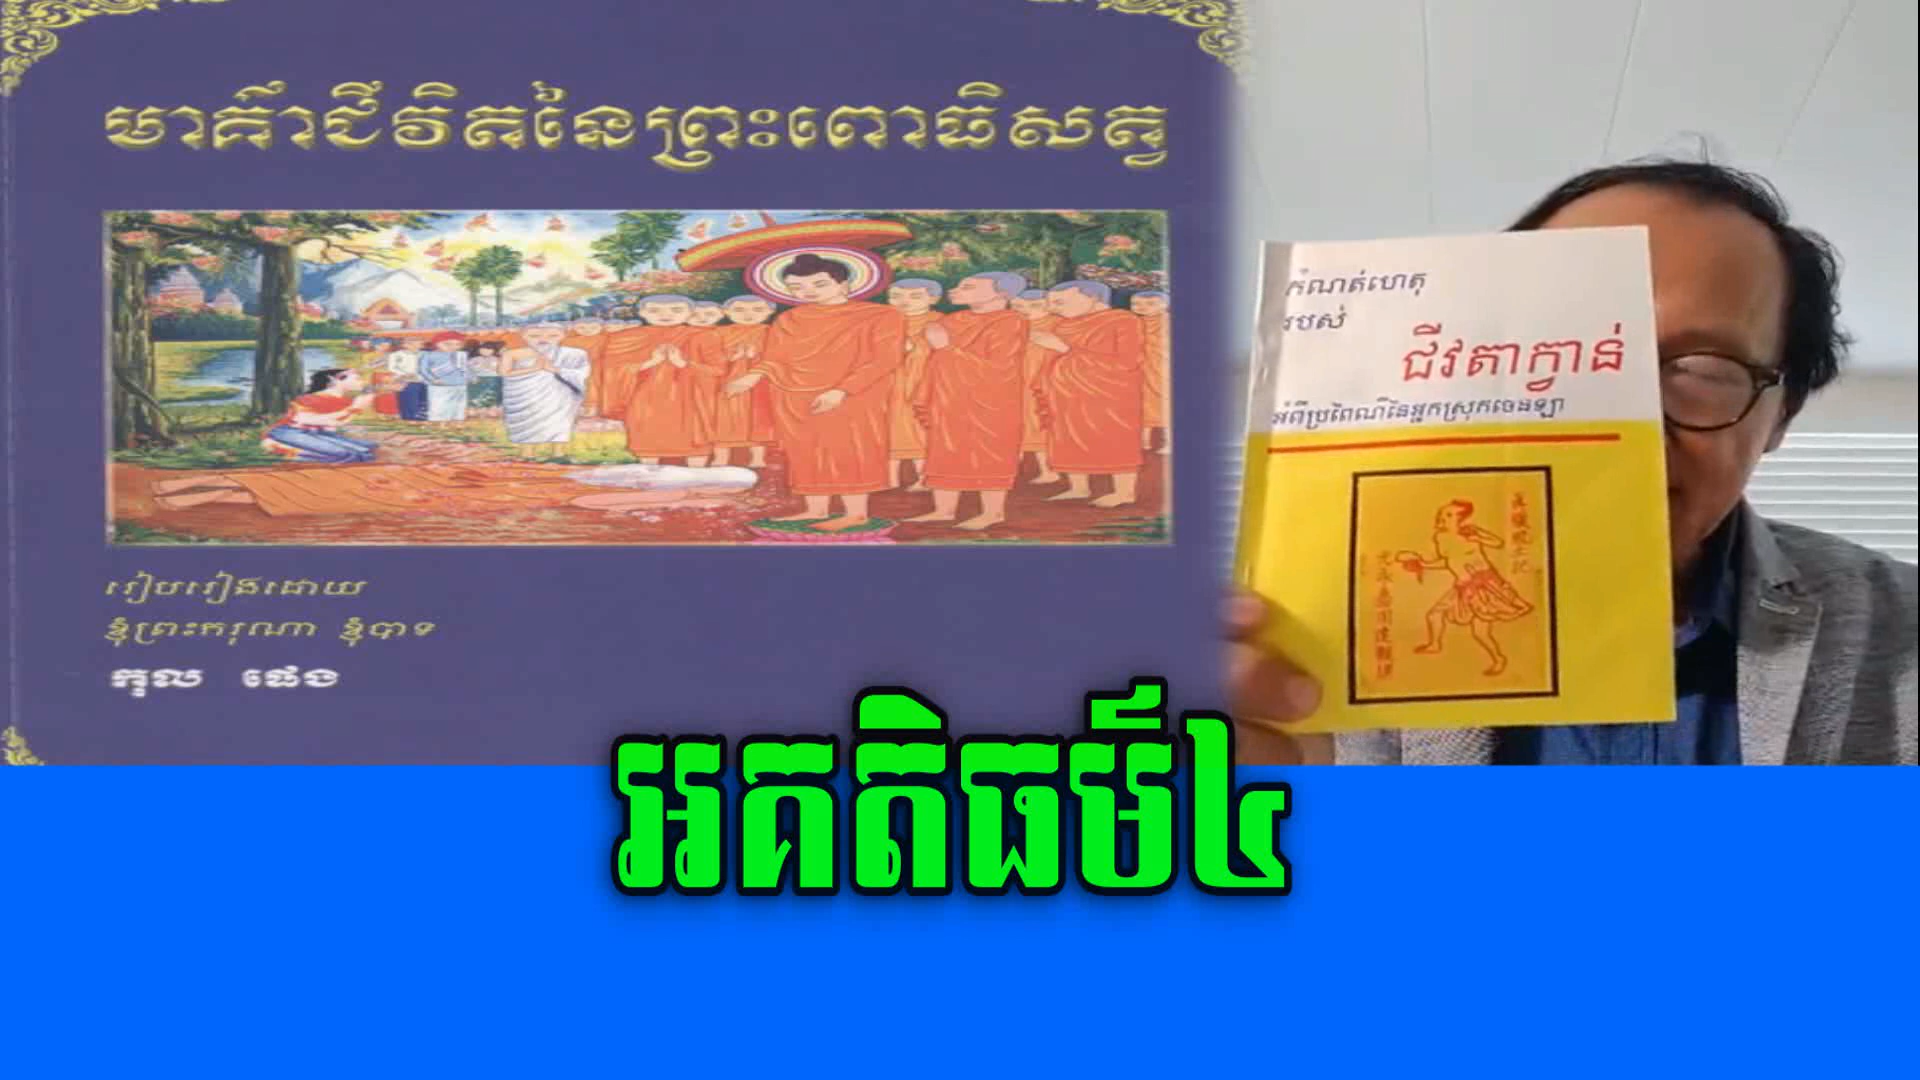 មាគ៌ាជីវិតនៃព្រះពោធិសត្វ
រៀបរៀងដោយ
ខ្ញុំព្រះករុណា ខ្ញុំបាទ
កុល ផេង
កំណត់ហេតុ
របស់
ជីវតាក្វាន់
អំពីប្រពៃណីនៃអ្នកស្រុកចេនឡា
អគតិធម៌៤